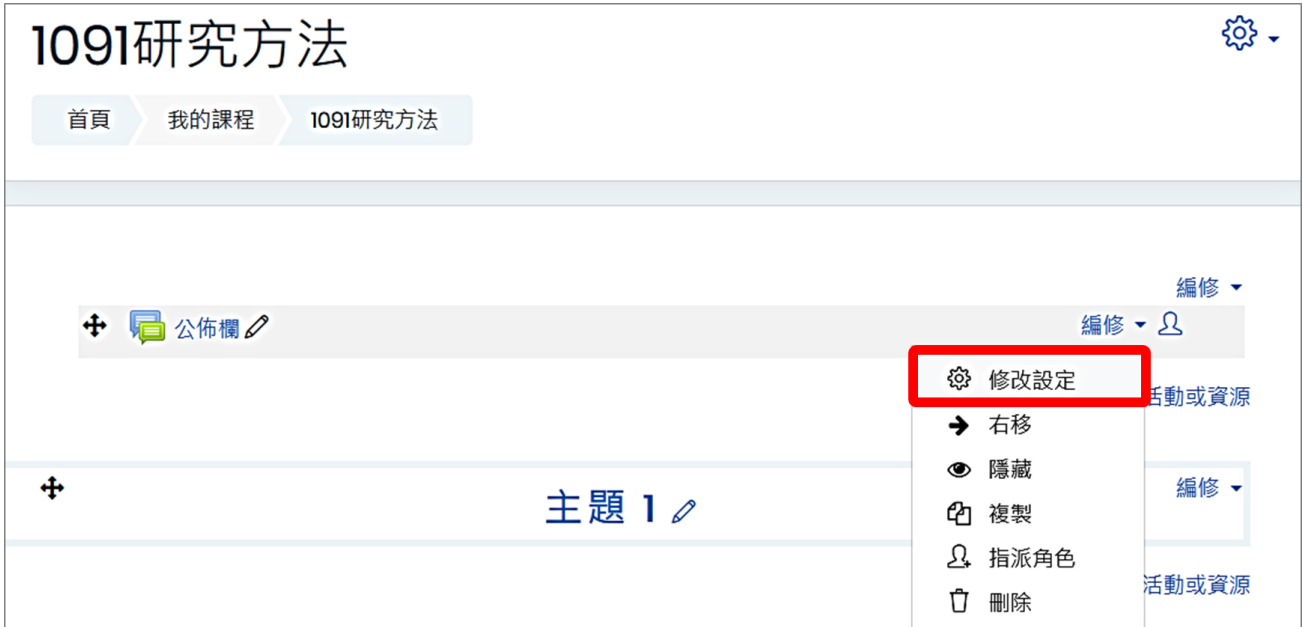 1091研究方法
首頁 我的課程 1091研究方法
編修
公佈欄 編修
修改設定
活動或資源
右移
隱藏
主題 1 編修
複製
指派角色
活動或資源
刪除